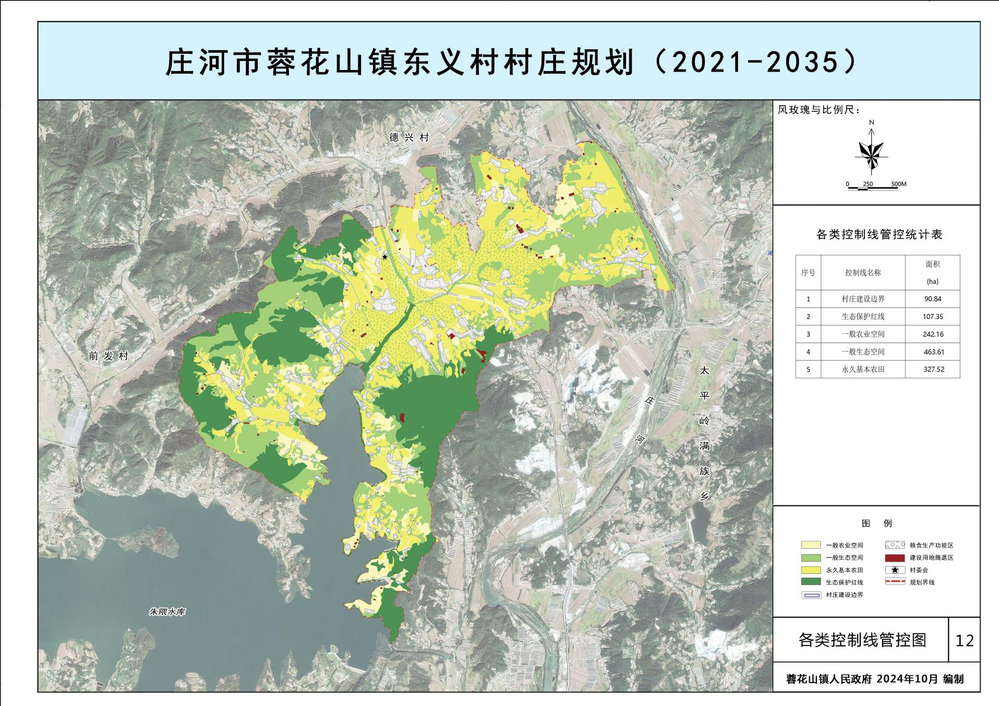 庄河市蓉花山镇东义村村庄规划（2021-2035）
风玫瑰与比例尺：
N
0 250 500M
德兴村
前发村
太平岭满族乡
庄河
河
朱隈水库
各类控制线管控统计表
序号 控制线名称 面积(ha)
1 村庄建设边界 90.84
2 生态保护红线 107.35
3 一般农业空间 242.16
4 一般生态空间 463.61
5 永久基本农田 327.52
图 例
一般农业空间 粮食生产功能区
一般生态空间 建设用地腾退区
永久基本农田 村委会
生态保护红线 规划界线
村庄建设边界
各类控制线管控图 12
蓉花山镇人民政府 2024年10月 编制